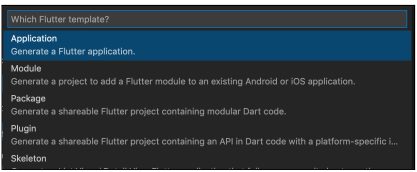 Which Flutter template?
Application
Generate a Flutter application.
Module
Generate a project to add a Flutter module to an existing Android or iOS application.
Package
Generate a shareable Flutter project containing modular Dart code.
Plugin
Generate a shareable Flutter project containing an API in Dart code with a platform-specific i...
Skeleton